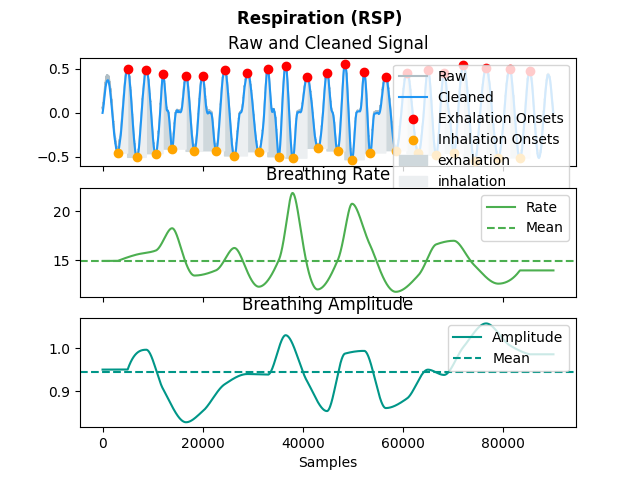 Respiration (RSP)
Raw and Cleaned Signal
0.5
0.0
−0.5
Raw
Cleaned
Exhalation Onsets
Inhalation Onsets
exhalation
inhalation
Breathing Rate
20
15
Rate
Mean
Breathing Amplitude
1.0
0.9
Amplitude
Mean
0 20000 40000 60000 80000
Samples